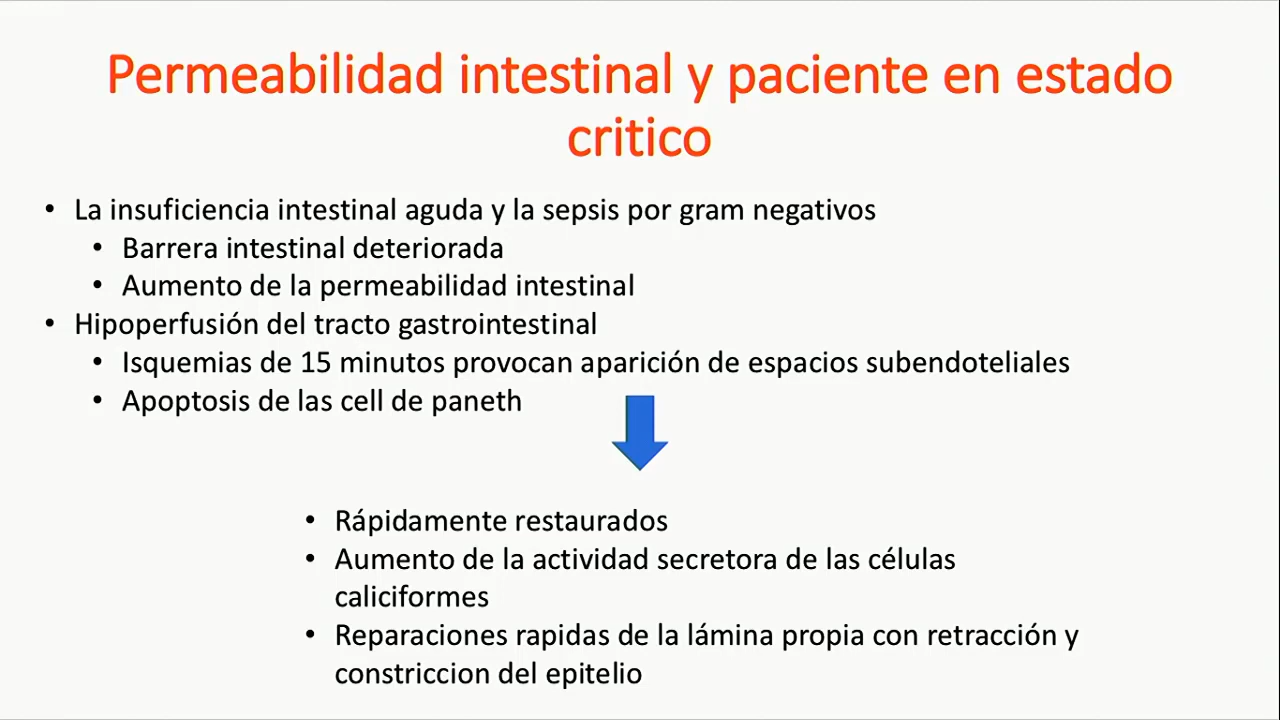 Permeabilidad intestinal y paciente en estado
critico
• La insuficiencia intestinal aguda y la sepsis por gram negativos
• Barrera intestinal deteriorada
• Aumento de la permeabilidad intestinal
• Hipoperfusión del tracto gastrointestinal
• Isquemias de 15 minutos provocan aparición de espacios subendoteliales
• Apoptosis de las cell de paneth
• Rápidamente restaurados
• Aumento de la actividad secretora de las células
caliciformes
• Reparaciones rapidas de la lámina propia con retracción y
constriccion del epitelio